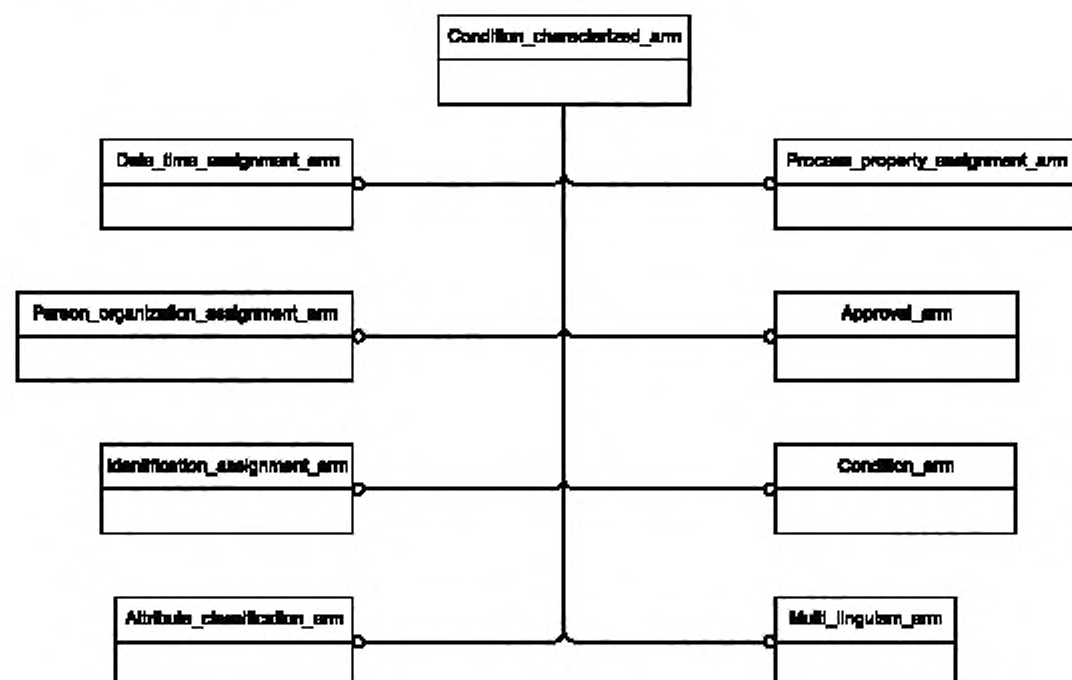 Condition_characterized_arm
Date_time_assignment_arm
Process_property_assignment_arm
Person_organization_assignment_arm
Approval_arm
Identification_assignment_arm
Condition_arm
Attribute_classification_arm
Multi_linguism_arm